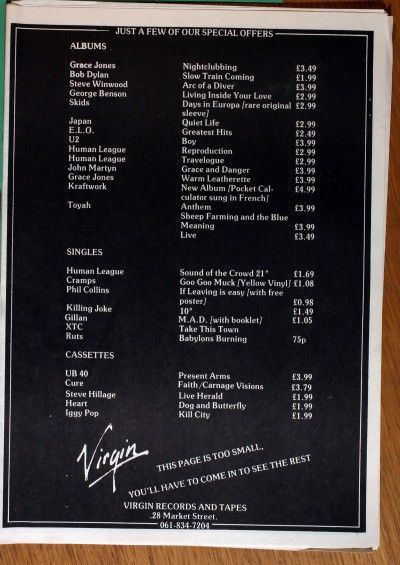 JUST A FEW OF OUR SPECIAL OFFERS
ALBUMS
Grace Jones Nightclubbing £3.49
Bob Dylan Slow Train Coming £1.99
Steve Winwood Arc of a Diver £3.99
George Benson Living Inside Your Love £2.99
Skids Days in Europa [rare original £2.99
sleeve]
Japan Quiet Life £2.99
E.L.O. Greatest Hits £2.49
U2 Boy £3.99
Human League Reproduction £2.99
Human League Travelogue £2.99
John Martyn Grace and Danger £3.99
Grace Jones Warm Leatherette £3.99
Kraftwork New Album [Pocket Cal- £4.99
culator sung in French]
Toyah Anthem £3.99
Sheep Farming and the Blue
Meaning £3.99
Live £3.49
SINGLES
Human League Sound of the Crowd 21" £1.69
Cramps Goo Goo Muck [Yellow Vinyl] £1.08
Phil Collins If Leaving is easy [with free
poster] £0.98
Killing Joke 10" £1.49
Gillan M.A.D. [with booklet] £1.05
XTC Take This Town
Ruts Babylons Burning 75p
CASSETTES
UB 40 Present Arms £3.99
Cure Faith/Carnage Visions £3.79
Steve Hillage Live Herald £1.99
Heart Dog and Butterfly £1.99
Iggy Pop Kill City £1.99
Virgin
THIS PAGE IS TOO SMALL,
YOU'LL HAVE TO COME IN TO SEE THE REST
VIRGIN RECORDS AND TAPES
.28 Market Street.
061-834-7204